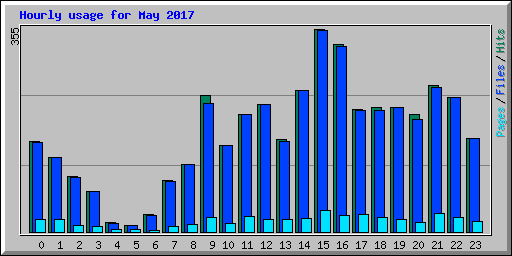 Hourly usage for May 2017
355
Pages/Files/Hits
0 1 2 3 4 5 6 7 8 9 10 11 12 13 14 15 16 17 18 19 20 21 22 23